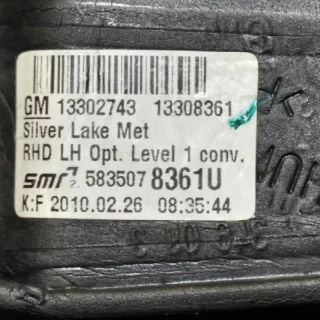 GM 13302743 13308361
Silver Lake Met
RHD LH Opt. Level 1 conv.
smr 583507 8361U
K:F 2010.02.26 08:35:44